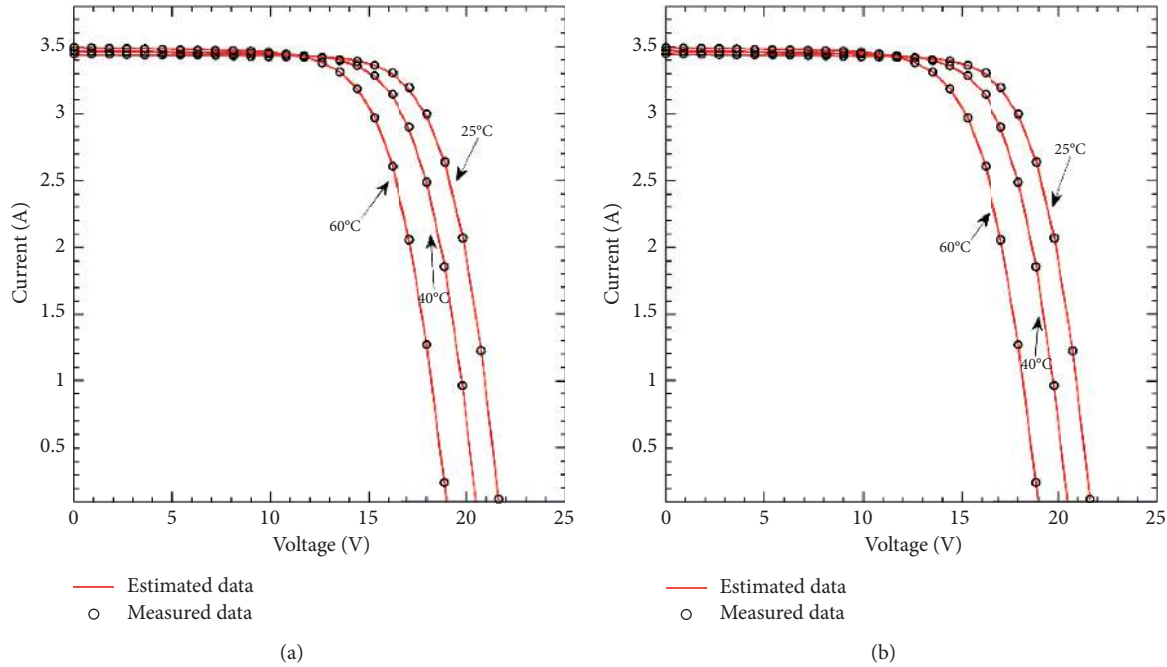 3.5
3
2.5
2
1.5
1
0.5
Current (A)
25°C
60°C
40°C
0 5 10 15 20 25
Voltage (V)
Estimated data
Measured data
(a)
3.5
3
2.5
2
1.5
1
0.5
Current (A)
25°C
60°C
40°C
0 5 10 15 20 25
Voltage (V)
Estimated data
Measured data
(b)